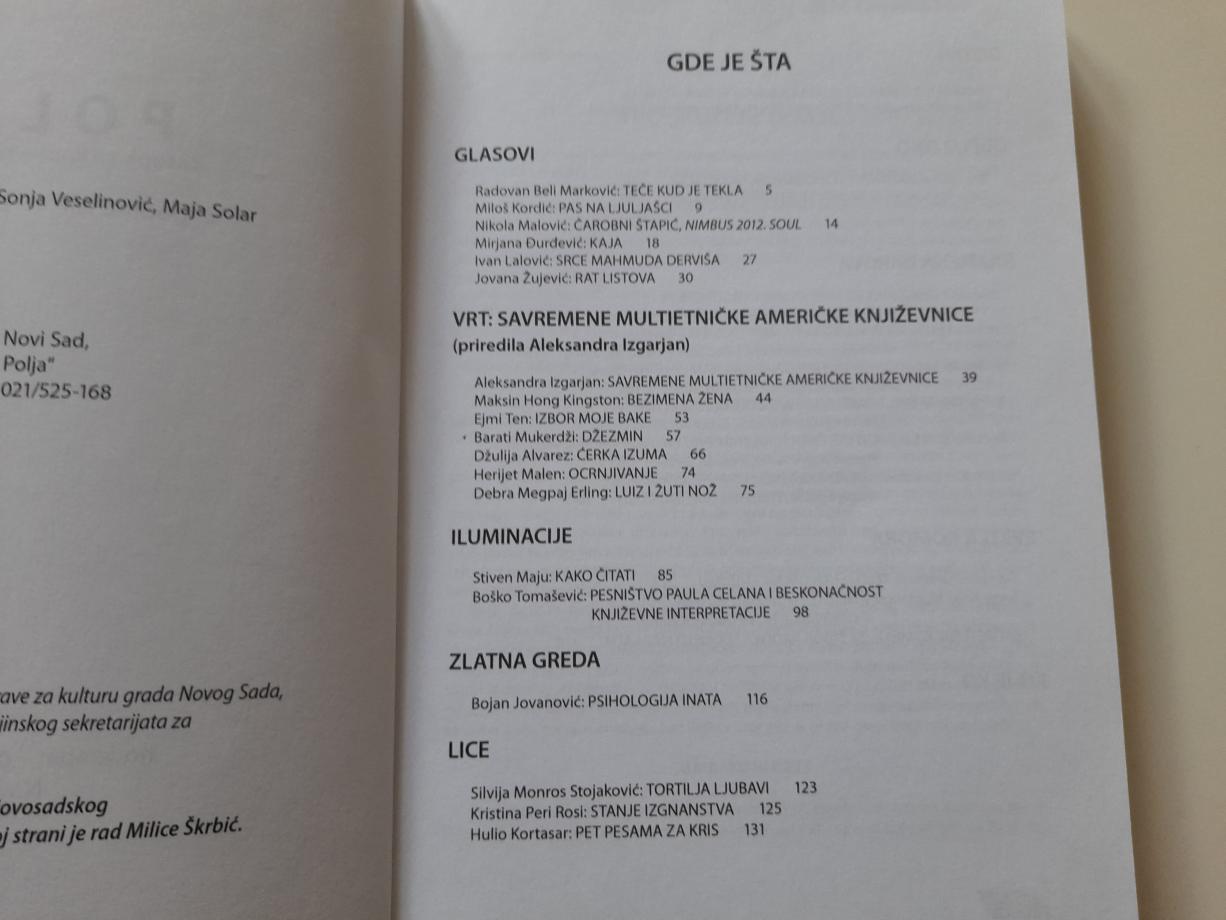 POL
Sonja Veselinović, Maja Solar
Novi Sad,
Polja"
021/525-168
ave za kulturu grada Novog Sada,
jinskog sekretarijata za
ovosadskog
oj strani je rad Milice Škrbić.
GDE JE ŠTA
GLASOVI
Radovan Beli Marković: TEČE KUD JE TEKLA 5
Miloš Kordić: PAS NA LJULJAŠCI 9
Nikola Malović: ČAROBNI ŠTAPIĆ, NIMBUS 2012. SOUL 14
Mirjana Đurđević: KAJA 18
Ivan Lalović: SRCE MAHMUDA DERVIŠA 27
Jovana Žujević: RAT LISTOVA 30
VRT: SAVREMENE MULTIETNIČKE AMERIČKE KNJIŽEVNICE
(priredila Aleksandra Izgarjan)
Aleksandra Izgarjan: SAVREMENE MULTIETNIČKE AMERIČKE KNJIŽEVNICE 39
Maksin Hong Kingston: BEZIMENA ŽENA 44
Ejmi Ten: IZBOR MOJE BAKE 53
Barati Mukerdži: DŽEZMIN 57
Džulija Alvarez: ĆERKA IZUMA 66
Herijet Malen: OCRNJIVANJE 74
Debra Megpaj Erling: LUIZ I ŽUTI NOŽ 75
ILUMINACIJE
Stiven Maju: KAKO ČITATI 85
Boško Tomašević: PESNIŠTVO PAULA CELANA I BESKONAČNOST
KNJIŽEVNE INTERPRETACIJE 98
ZLATNA GREDA
Bojan Jovanović: PSIHOLOGIJA INATA 116
LICE
Silvija Monros Stojaković: TORTILJA LJUBAVI 123
Kristina Peri Rosi: STANJE IZGNANSTVA 125
Hulio Kortasar: PET PESAMA ZA KRIS 131